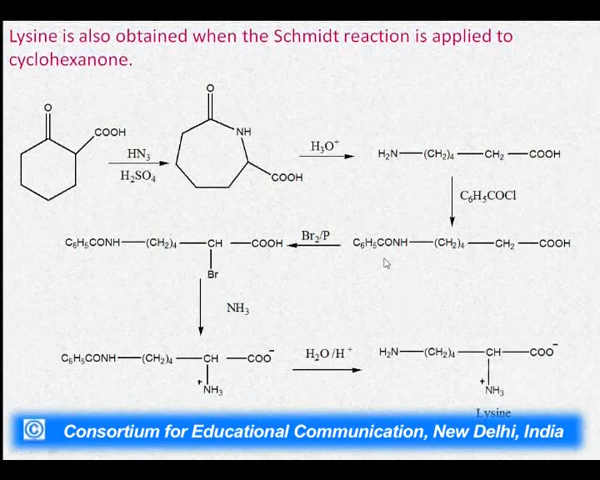 Lysine is also obtained when the Schmidt reaction is applied to
cyclohexanone.
O
COOH
HN₃
H₂SO₄
O
NH
COOH
H₃O⁺
H₂N—(CH₂)₄—CH₂—COOH
C₆H₅COCl
C₆H₅CONH—(CH₂)₄—CH—COOH
Br
Br₂/P
C₆H₅CONH—(CH₂)₄—CH₂—COOH
NH₃
C₆H₅CONH—(CH₂)₄—CH—COO⁻
⁺NH₃
H₂O/H⁺
H₂N—(CH₂)₄—CH—COO⁻
⁺NH₃
Lysine
© Consortium for Educational Communication, New Delhi, India